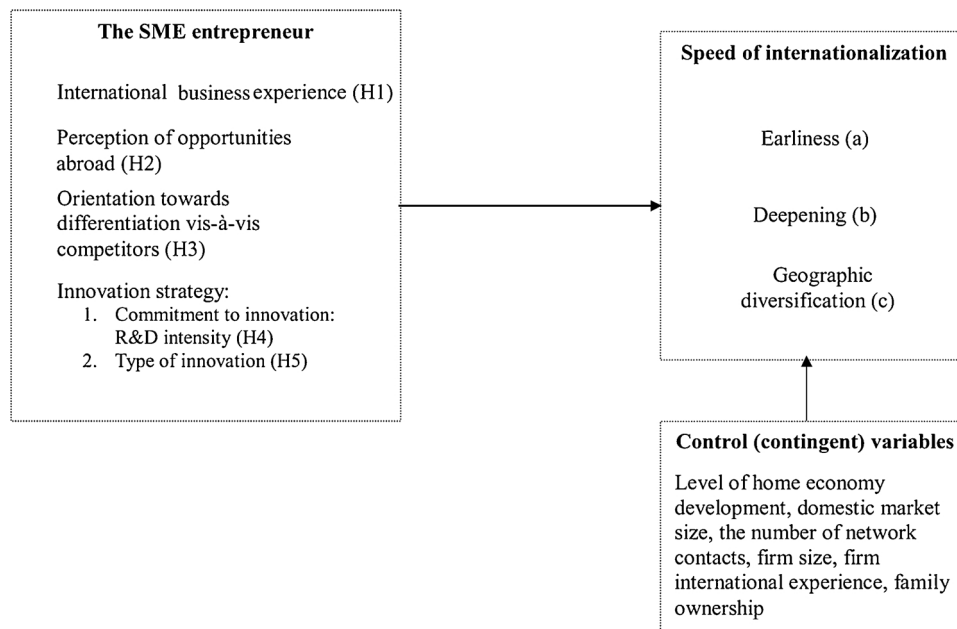 The SME entrepreneur
International business experience (H1)
Perception of opportunities
abroad (H2)
Orientation towards
differentiation vis-à-vis
competitors (H3)
Innovation strategy:
1. Commitment to innovation:
R&D intensity (H4)
2. Type of innovation (H5)
Speed of internationalization
Earliness (a)
Deepening (b)
Geographic
diversification (c)
Control (contingent) variables
Level of home economy
development, domestic market
size, the number of network
contacts, firm size, firm
international experience, family
ownership